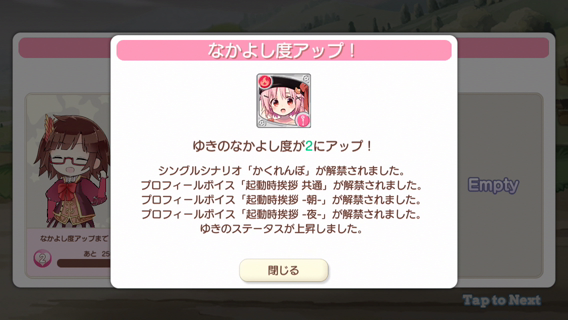 なかよし度アップ！
ゆきのなかよし度が2にアップ！
シングルシナリオ「かくれんぼ」が解禁されました。
プロフィールボイス「起動時挨拶 共通」が解禁されました。
プロフィールボイス「起動時挨拶 -朝-」が解禁されました。
プロフィールボイス「起動時挨拶 -夜-」が解禁されました。
ゆきのステータスが上昇しました。
閉じる
なかよし度アップまで
あと 25
Empty
Tap to Next